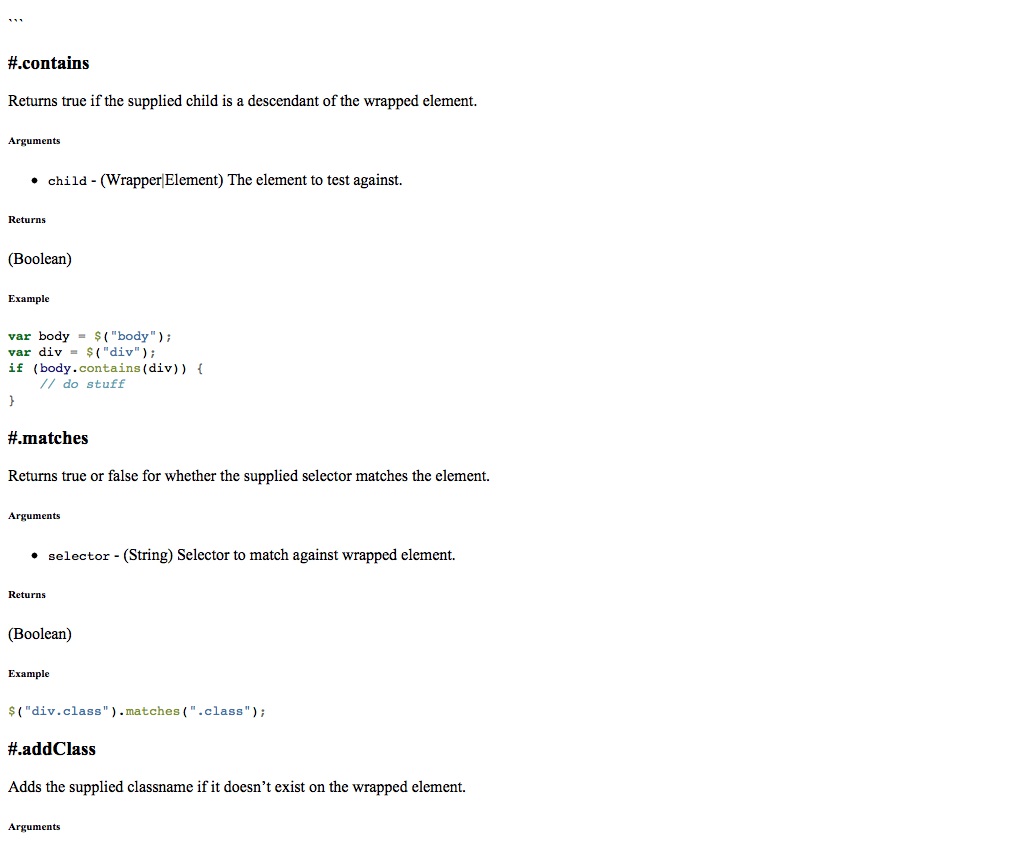 ```
#.contains
Returns true if the supplied child is a descendant of the wrapped element.
Arguments
• child - (Wrapper|Element) The element to test against.
Returns
(Boolean)
Example
var body = $("body");
var div = $("div");
if (body.contains(div)) {
    // do stuff
}
#.matches
Returns true or false for whether the supplied selector matches the element.
Arguments
• selector - (String) Selector to match against wrapped element.
Returns
(Boolean)
Example
$("div.class").matches(".class");
#.addClass
Adds the supplied classname if it doesn’t exist on the wrapped element.
Arguments